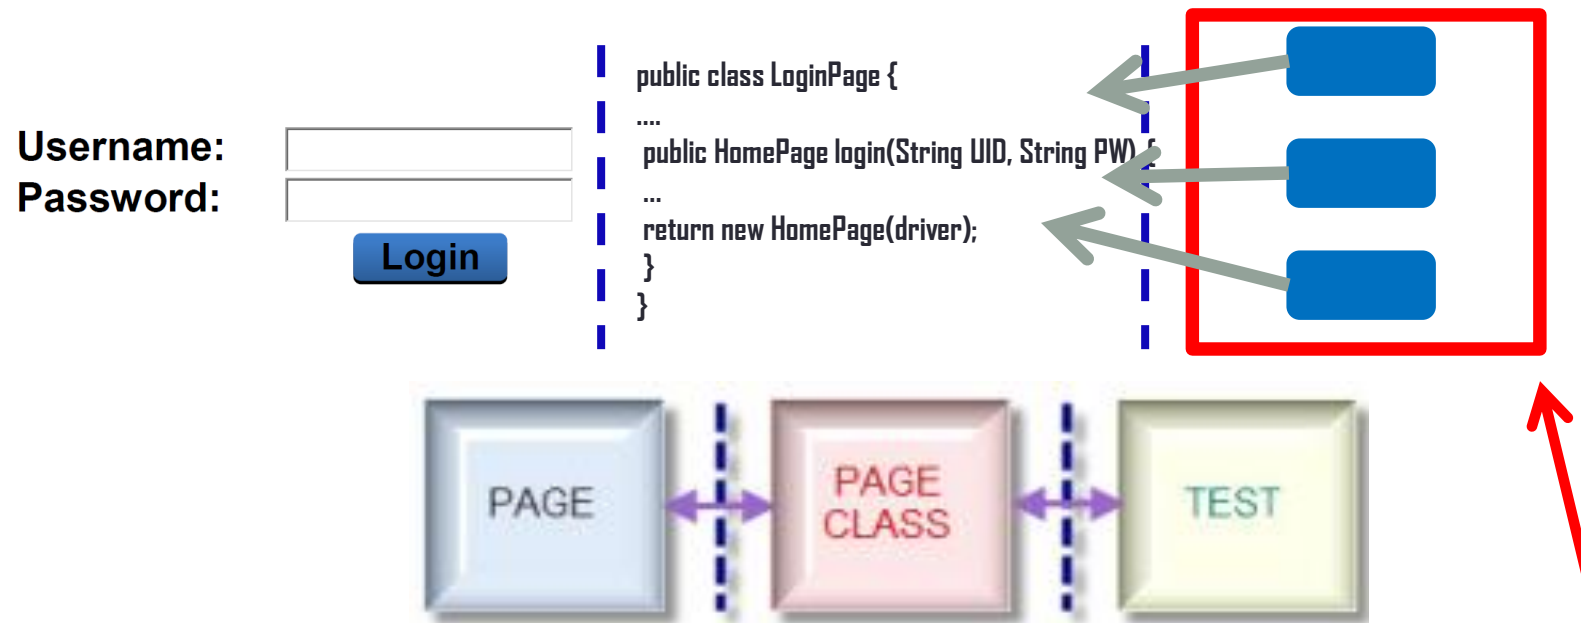 Username:
Password:
Login
public class LoginPage {
....
public HomePage login(String UID, String PW) {
...
return new HomePage(driver);
}
}
PAGE
PAGE
CLASS
TEST